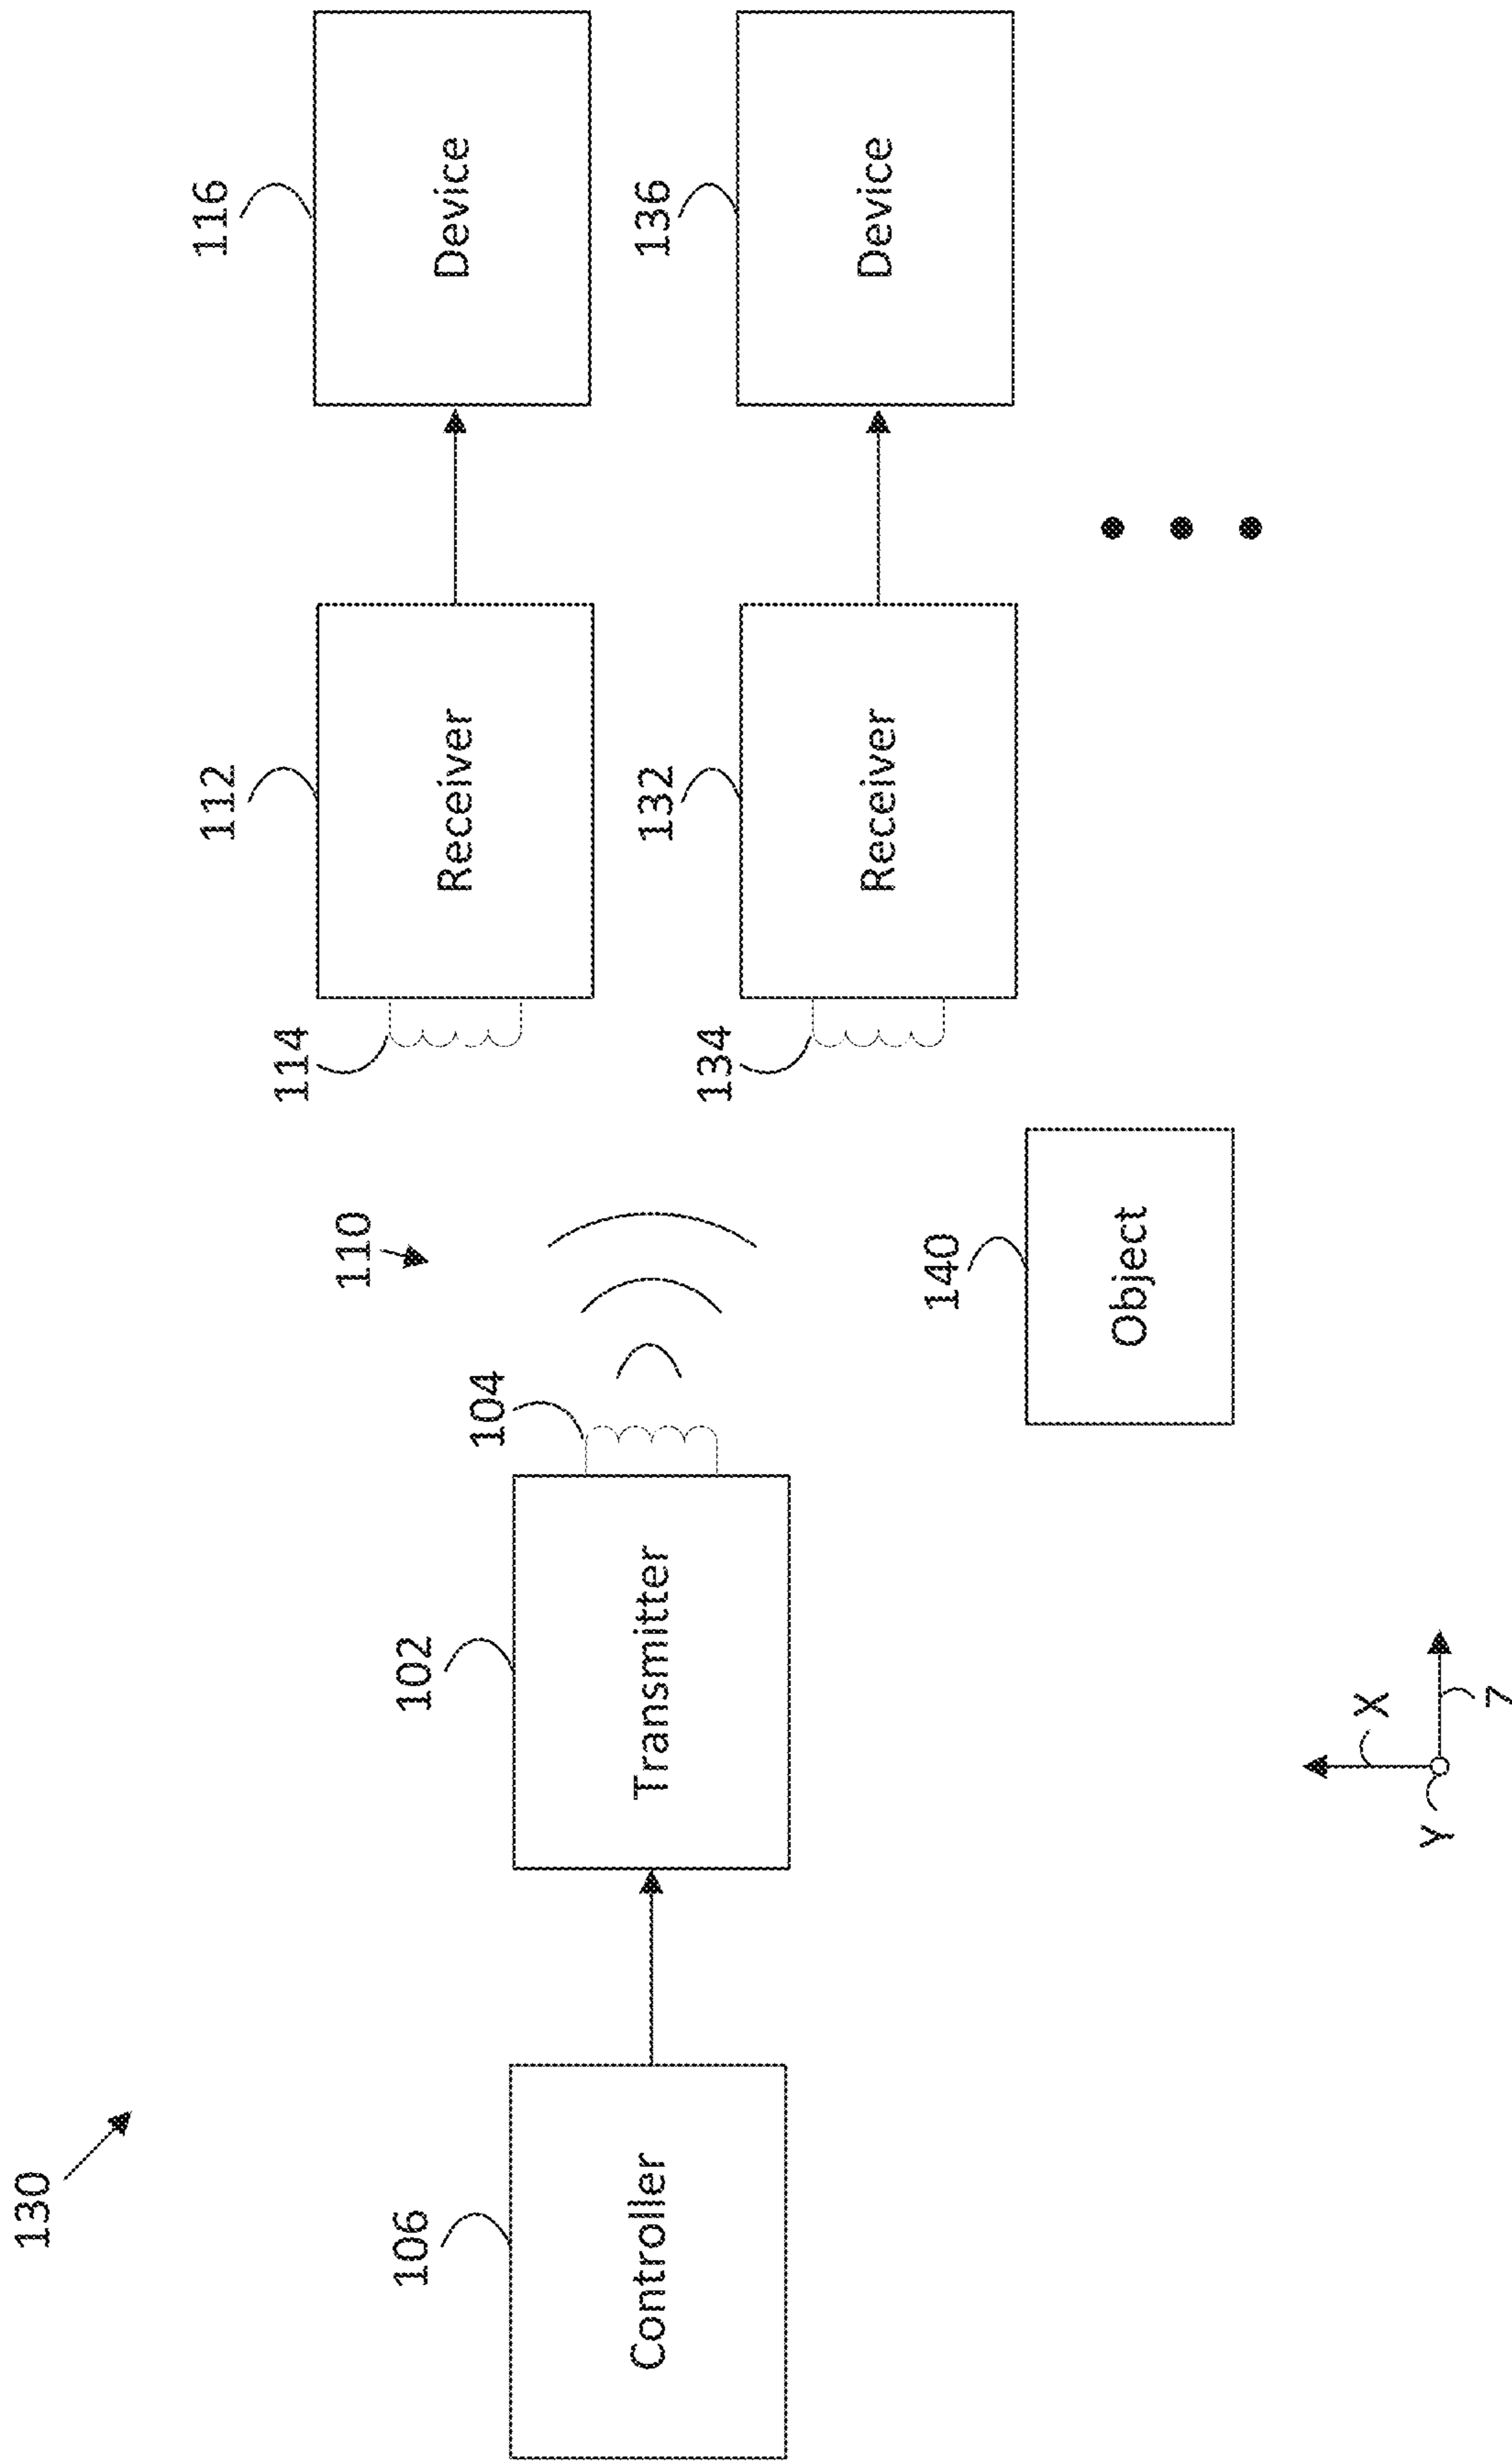 130
106
Controller
102
Transmitter
104
110
114
112
Receiver
116
Device
134
132
Receiver
136
Device
140
Object
X
Y
Z